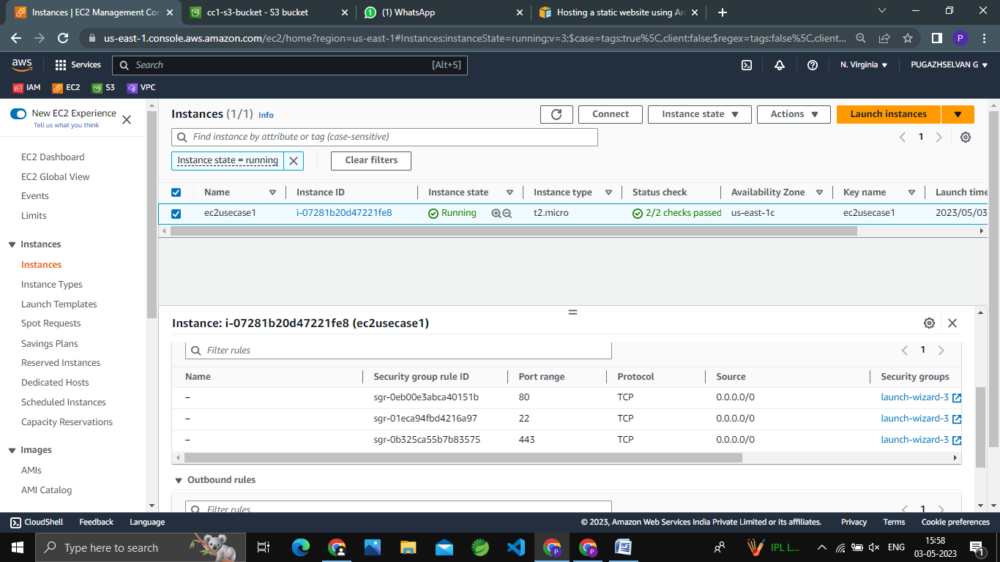 Instances | EC2 Management Con
cc1-s3-bucket - S3 bucket
(1) WhatsApp
Hosting a static website using Am
us-east-1.console.aws.amazon.com/ec2/home?region=us-east-1#Instances:instanceState=running;v=3;$case=tags:true%5C,client:false;$regex=tags:false%5C,client...
P
aws
Services
Search
[Alt+S]
N. Virginia
PUGAZHSELVAN G
IAM
EC2
S3
VPC
New EC2 Experience
Tell us what you think
EC2 Dashboard
EC2 Global View
Events
Limits
Instances
Instances
Instance Types
Launch Templates
Spot Requests
Savings Plans
Reserved Instances
Dedicated Hosts
Scheduled Instances
Capacity Reservations
Images
AMIs
AMI Catalog
Instances (1/1) Info
Connect
Instance state
Actions
Launch instances
Find instance by attribute or tag (case-sensitive)
1
Instance state = running
Clear filters
Name Instance ID Instance state Instance type Status check Availability Zone Key name Launch time
ec2usecase1 i-07281b20d47221fe8 Running t2.micro 2/2 checks passed us-east-1c ec2usecase1 2023/05/03
Instance: i-07281b20d47221fe8 (ec2usecase1)
Filter rules
1
Name Security group rule ID Port range Protocol Source Security groups
– sgr-0eb00e3abca40151b 80 TCP 0.0.0.0/0 launch-wizard-3
– sgr-01eca94fbd4216a97 22 TCP 0.0.0.0/0 launch-wizard-3
– sgr-0b325ca55b7b83575 443 TCP 0.0.0.0/0 launch-wizard-3
Outbound rules
Filter rules
1
CloudShell Feedback Language © 2023, Amazon Web Services India Private Limited or its affiliates. Privacy Terms Cookie preferences
Type here to search
IPL L...
ENG
15:58
03-05-2023
1